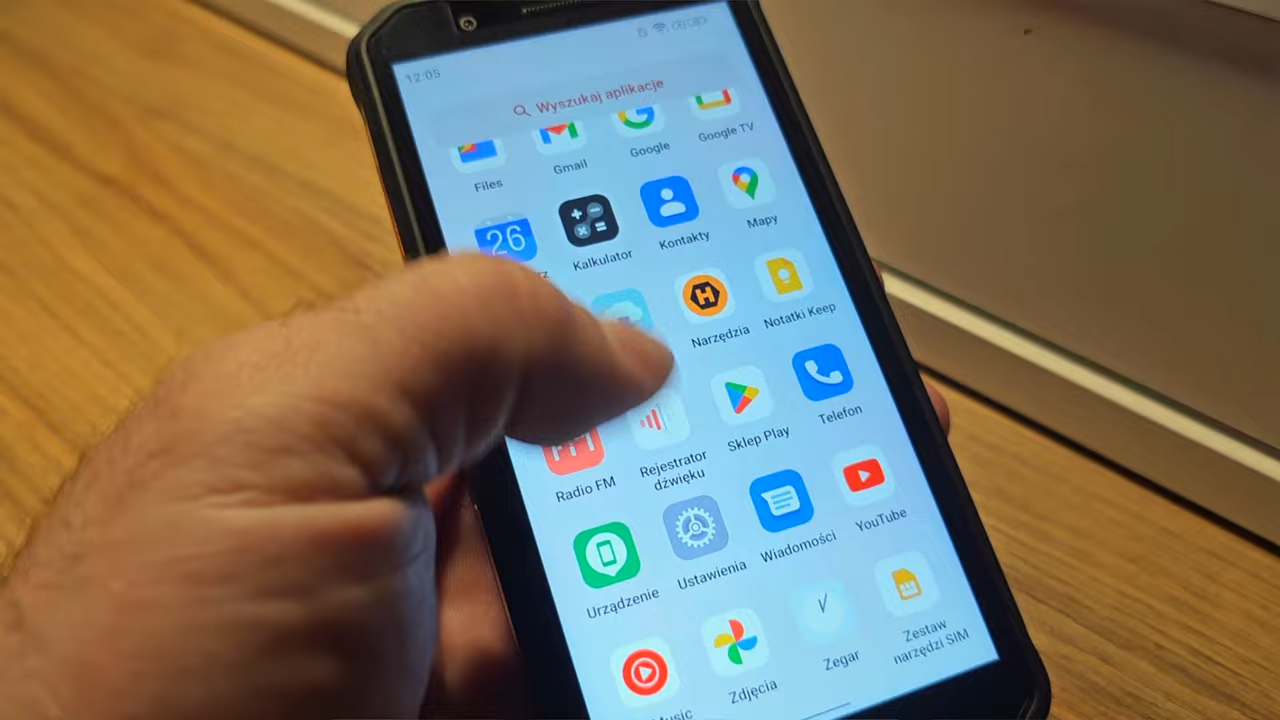 12:05
Wyszukaj aplikacje
Files
Gmail
Google
Google TV
26
Kalkulator
Kontakty
Mapy
Narzędzia
Notatki Keep
Radio FM
Rejestrator
dźwięku
Sklep Play
Telefon
Urządzenie
Ustawienia
Wiadomości
YouTube
Music
Zdjęcia
Zegar
Zestaw
narzędzi SIM